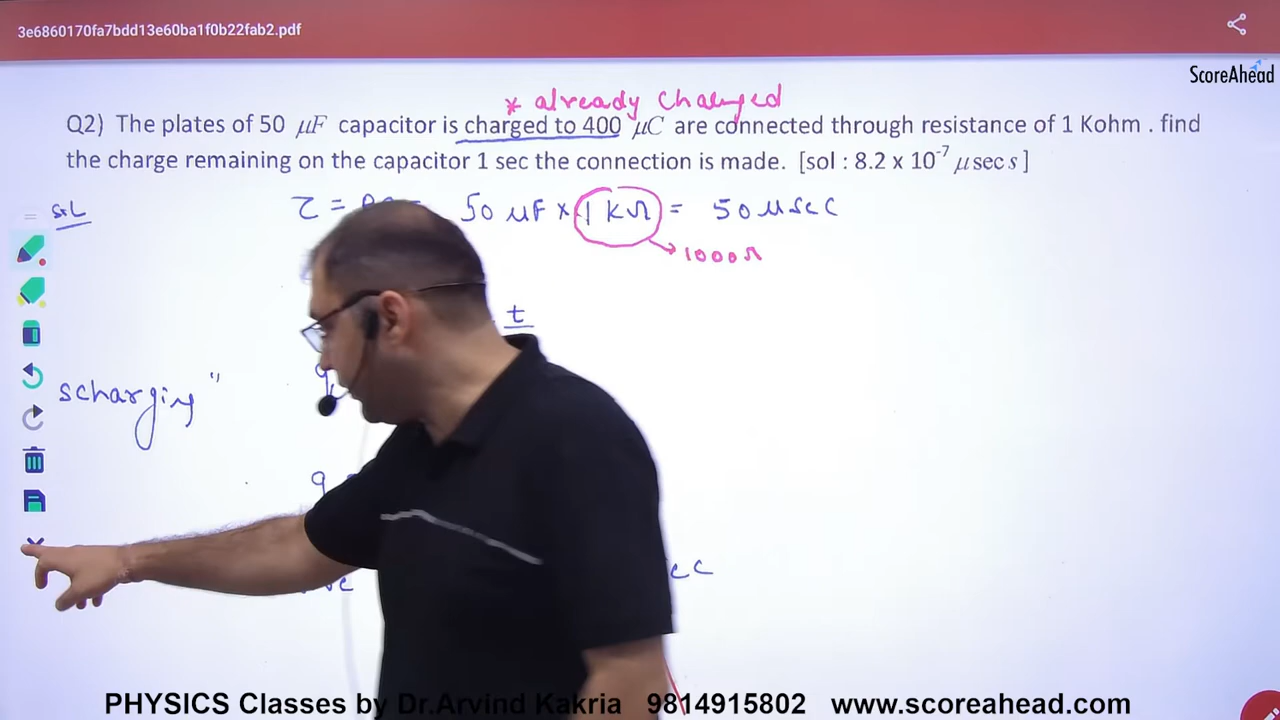 3e6860170fa7bdd13e60ba1f0b22fab2.pdf
ScoreAhead
* already Charged
Q2) The plates of 50 μF capacitor is charged to 400 μC are connected through resistance of 1 Kohm . find
the charge remaining on the capacitor 1 sec the connection is made. [sol : 8.2 x 10⁻⁷ μsec s ]
sol
τ = 50 μF × 1 kΩ = 50 μsec
→ 1000Ω
t
q
scharging "
q
PHYSICS Classes by Dr.Arvind Kakria 9814915802 www.scoreahead.com